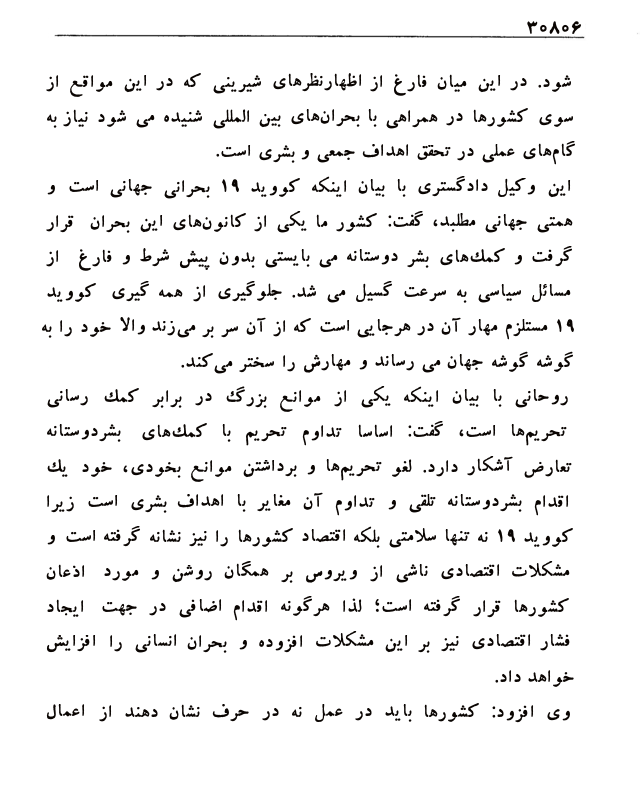 ۳۰۸۰۶
شود. در این میان فارغ از اظهارنظرهای شیرینی که در این مواقع از
سوی کشورها در همراهی با بحران‌های بین المللی شنیده می شود نیاز به
گام‌های عملی در تحقق اهداف جمعی و بشری است.
این وکیل دادگستری با بیان اینکه کووید ۱۹ بحرانی جهانی است و
همتی جهانی مطلبد، گفت: کشور ما یکی از کانون‌های این بحران قرار
گرفت و کمك‌های بشر دوستانه می بایستی بدون پیش شرط و فارغ از
مسائل سیاسی به سرعت گسیل می شد. جلوگیری از همه گیری کووید
۱۹ مستلزم مهار آن در هرجایی است که از آن سر بر می‌زند والا خود را به
گوشه گوشه جهان می رساند و مهارش را سختر می‌کند.
روحانی با بیان اینکه یکی از موانع بزرگ در برابر کمك رسانی
تحریم‌ها است، گفت: اساسا تداوم تحریم با کمك‌های بشردوستانه
تعارض آشکار دارد. لغو تحریم‌ها و برداشتن موانع بخودی، خود یك
اقدام بشردوستانه تلقی و تداوم آن مغایر با اهداف بشری است زیرا
کووید ۱۹ نه تنها سلامتی بلکه اقتصاد کشورها را نیز نشانه گرفته است و
مشکلات اقتصادی ناشی از ویروس بر همگان روشن و مورد اذعان
کشورها قرار گرفته است؛ لذا هرگونه اقدام اضافی در جهت ایجاد
فشار اقتصادی نیز بر این مشکلات افزوده و بحران انسانی را افزایش
خواهد داد.
وی افزود: کشورها باید در عمل نه در حرف نشان دهند از اعمال